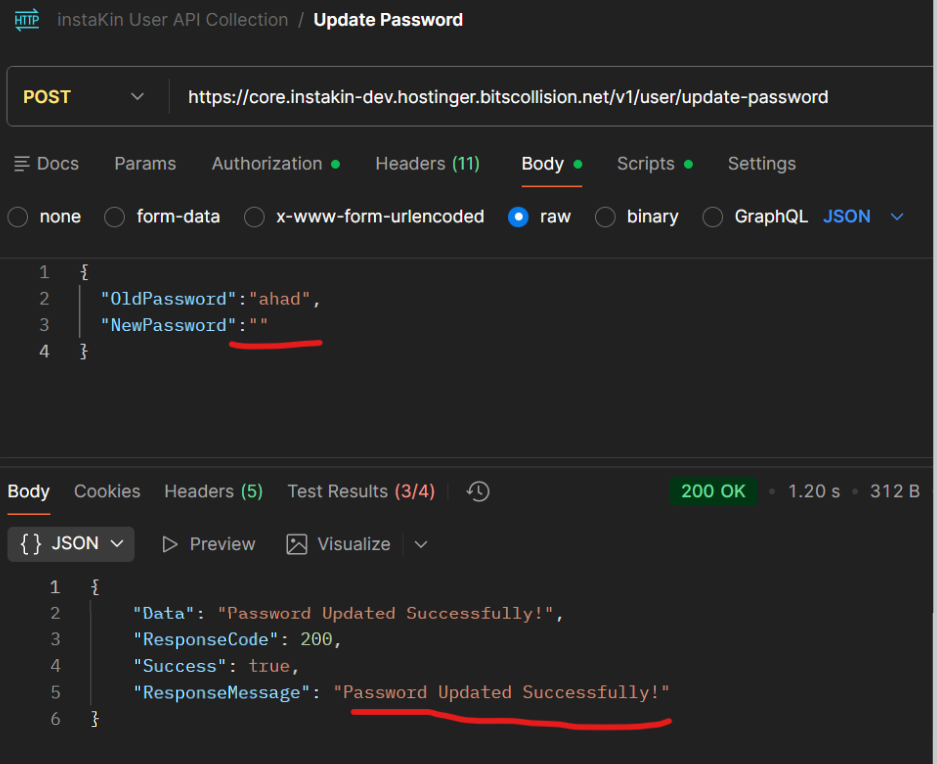 HTTP instaKin User API Collection / Update Password
POST https://core.instakin-dev.hostinger.bitscollision.net/v1/user/update-password
Docs Params Authorization Headers (11) Body Scripts Settings
none form-data x-www-form-urlencoded raw binary GraphQL JSON
1 {
2 "OldPassword":"ahad",
3 "NewPassword":""
4 }
Body Cookies Headers (5) Test Results (3/4) 200 OK • 1.20 s • 312 B
{} JSON Preview Visualize
1 {
2 "Data": "Password Updated Successfully!",
3 "ResponseCode": 200,
4 "Success": true,
5 "ResponseMessage": "Password Updated Successfully!"
6 }